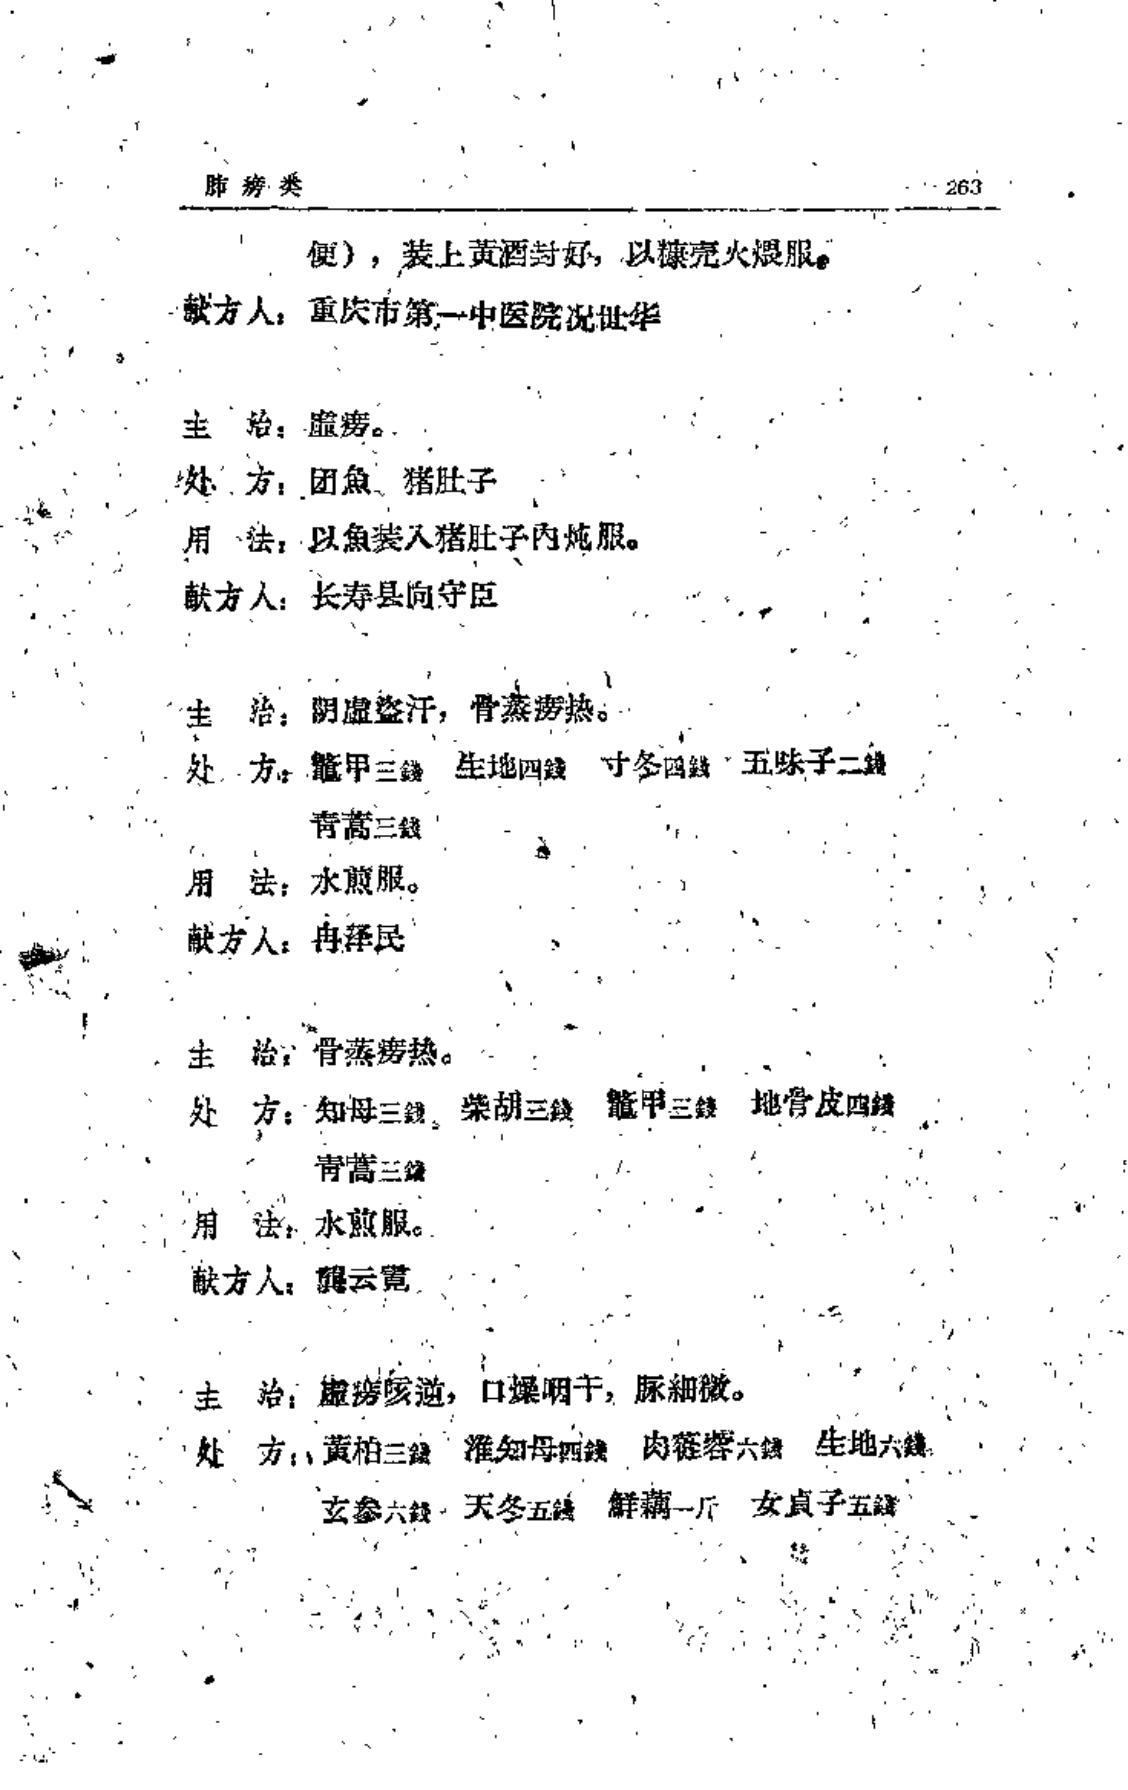 肺痨类 263
便），装上黃酒封好，以糠壳火煨服。
献方人：重庆市第一中医院况世华
主　治：虛痨。
处　方：团魚、猪肚子
用　法：以魚装入猪肚子內炖服。
献方人：长寿县向守臣
主　治：阴虛盜汗，骨蒸痨热。
处　方：鼈甲三錢　生地四錢　寸冬四錢　五味子二錢
青蒿三錢
用　法：水煎服。
献方人：冉泽民
主　治：骨蒸痨热。
处　方：知母三錢　柴胡三錢　鼈甲三錢　地骨皮四錢
青蒿三錢
用　法：水煎服。
献方人：龔云霓
主　治：虛痨咳逆，口燥咽干，脉細微。
处　方：黃柏三錢　淮知母四錢　肉蓯蓉六錢　生地六錢
玄参六錢　天冬五錢　鮮藕一斤　女貞子五錢